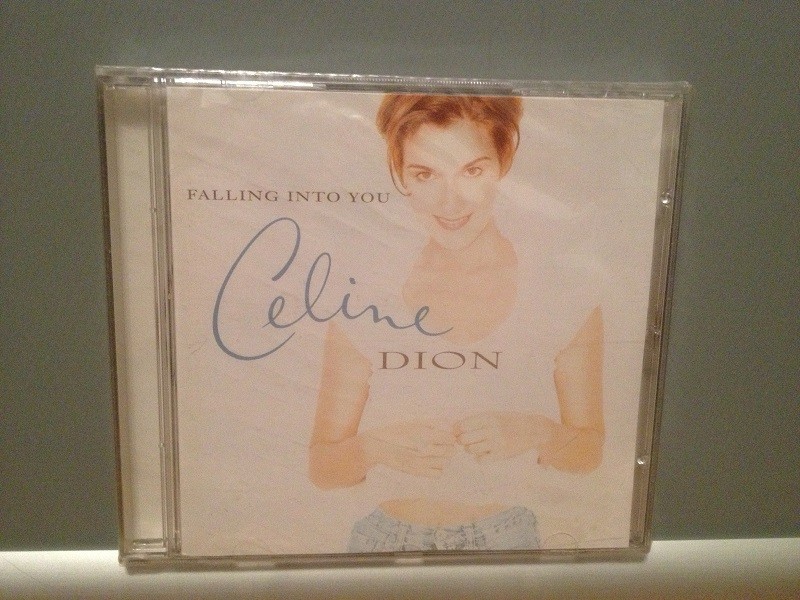 FALLING INTO YOU
Celine
DION